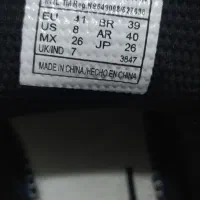 EU 41 BR 39
US 8 AR 40
MX 26 JP 26
UK/IND 7 3847
MADE IN CHINA/HECHO EN CHINA